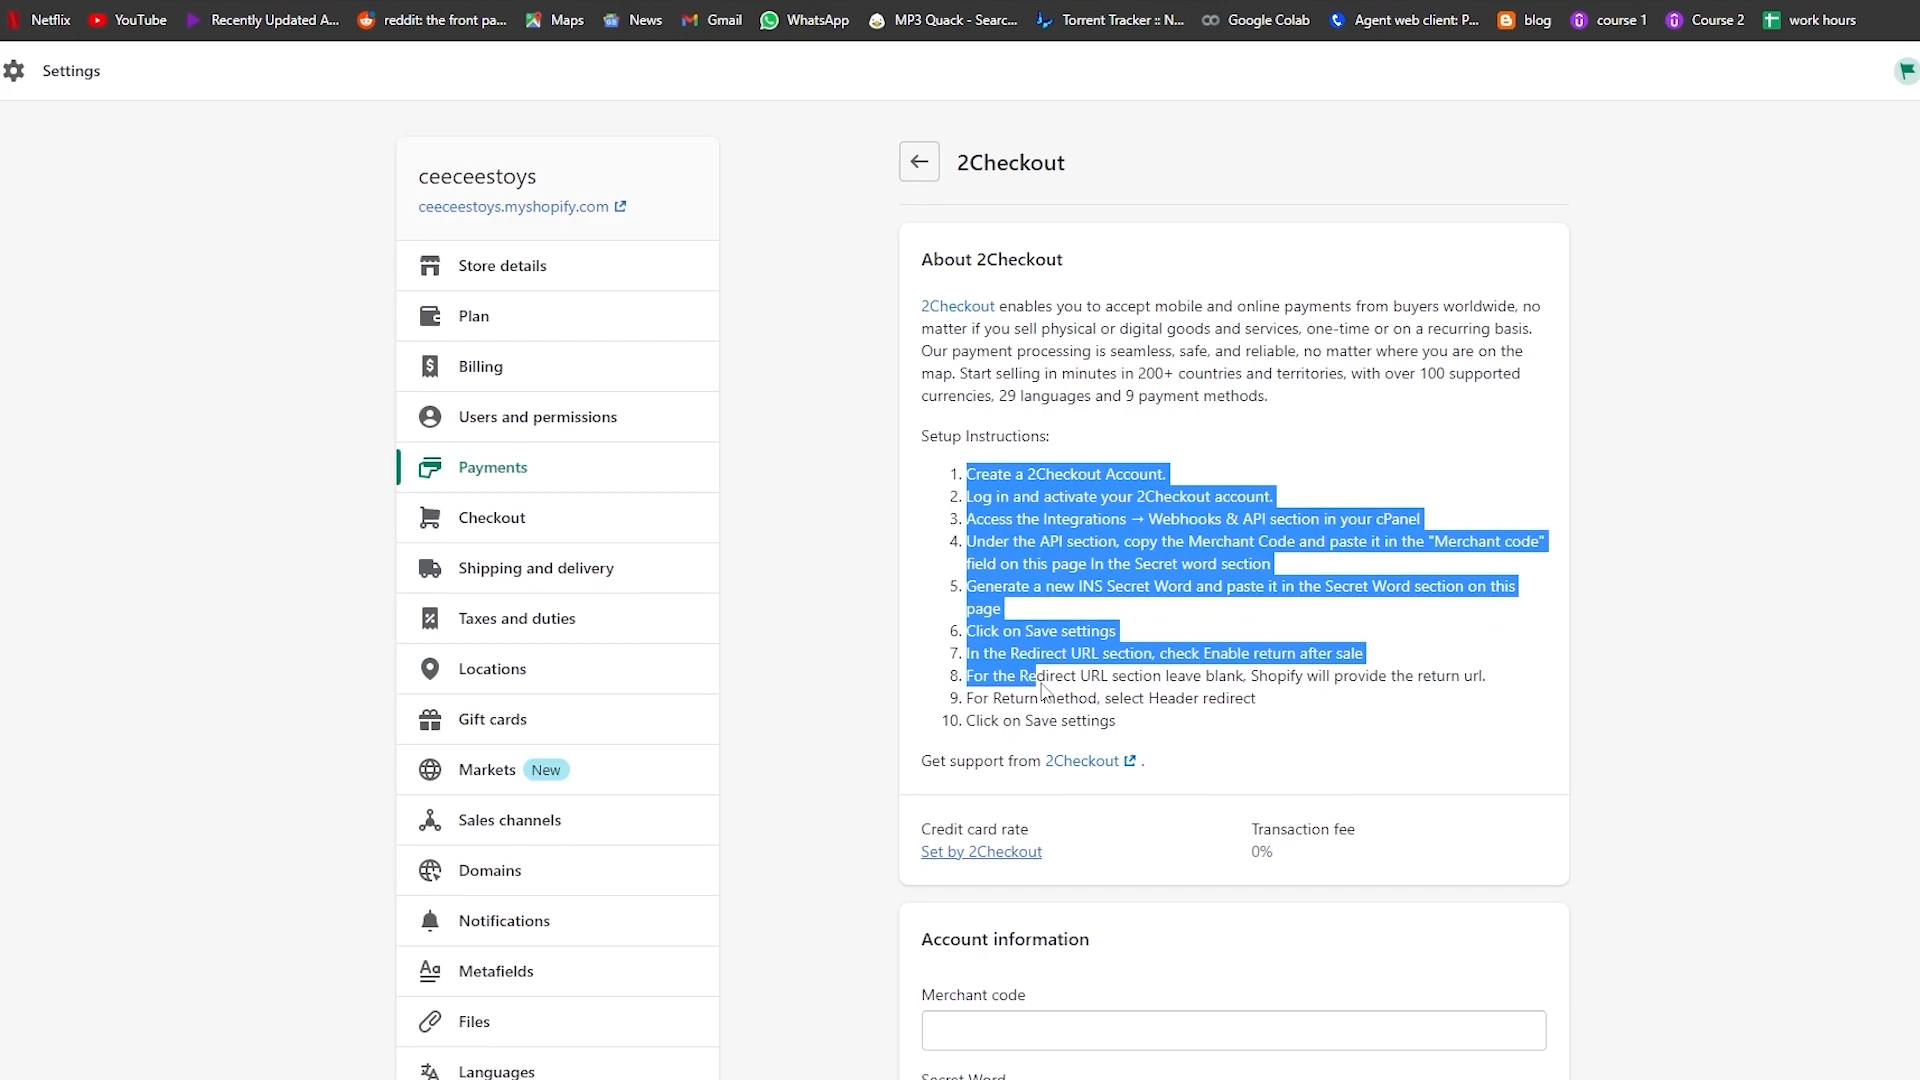 Netflix YouTube Recently Updated A... reddit: the front pa... Maps News Gmail WhatsApp MP3 Quack - Searc... Torrent Tracker :: N... Google Colab Agent web client: P... blog course 1 Course 2 work hours
Settings
ceeceestoys
ceeceestoys.myshopify.com
Store details
Plan
Billing
Users and permissions
Payments
Checkout
Shipping and delivery
Taxes and duties
Locations
Gift cards
Markets New
Sales channels
Domains
Notifications
Metafields
Files
Languages
2Checkout
About 2Checkout
2Checkout enables you to accept mobile and online payments from buyers worldwide, no
matter if you sell physical or digital goods and services, one-time or on a recurring basis.
Our payment processing is seamless, safe, and reliable, no matter where you are on the
map. Start selling in minutes in 200+ countries and territories, with over 100 supported
currencies, 29 languages and 9 payment methods.
Setup Instructions:
1. Create a 2Checkout Account.
2. Log in and activate your 2Checkout account.
3. Access the Integrations → Webhooks & API section in your cPanel
4. Under the API section, copy the Merchant Code and paste it in the "Merchant code"
field on this page In the Secret word section
5. Generate a new INS Secret Word and paste it in the Secret Word section on this
page
6. Click on Save settings
7. In the Redirect URL section, check Enable return after sale
8. For the Redirect URL section leave blank, Shopify will provide the return url.
9. For Return method, select Header redirect
10. Click on Save settings
Get support from 2Checkout .
Credit card rate Transaction fee
Set by 2Checkout 0%
Account information
Merchant code
Secret Word